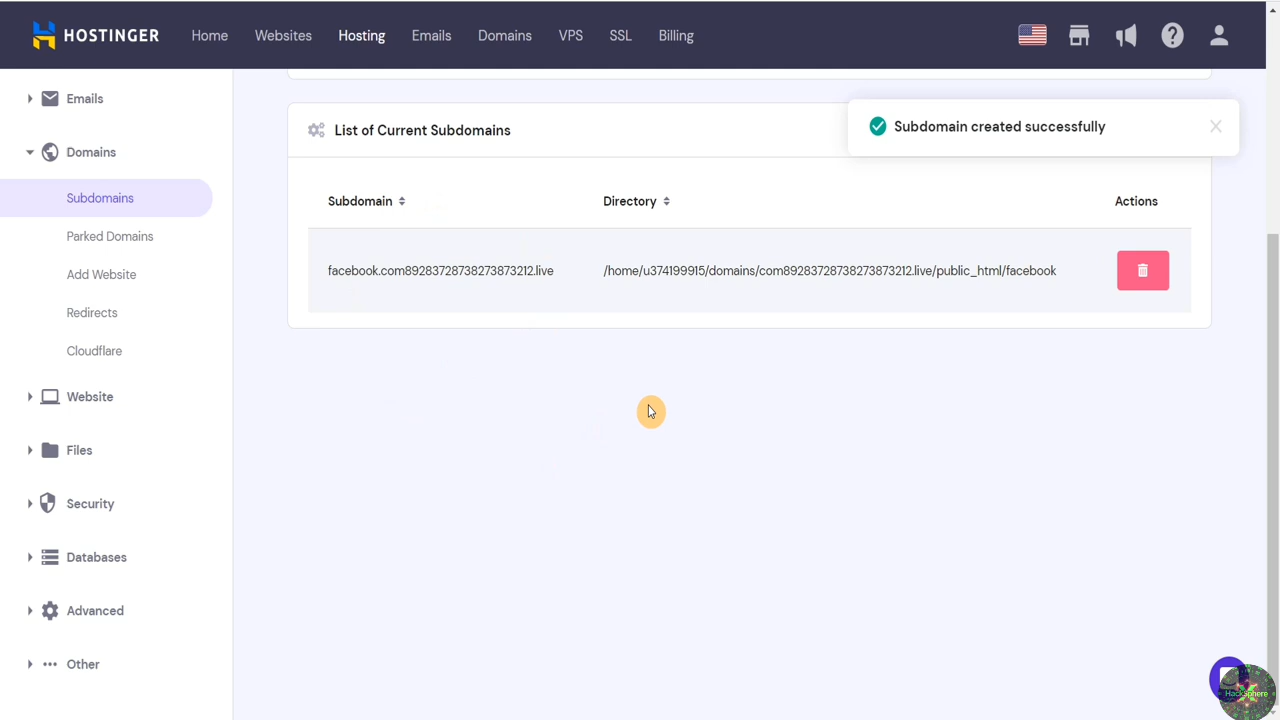 HOSTINGER Home Websites Hosting Emails Domains VPS SSL Billing
Emails
Domains
Subdomains
Parked Domains
Add Website
Redirects
Cloudflare
Website
Files
Security
Databases
Advanced
Other
List of Current Subdomains
Subdomain created successfully
Subdomain Directory Actions
facebook.com89283728738273873212.live /home/u374199915/domains/com89283728738273873212.live/public_html/facebook
HackSphere